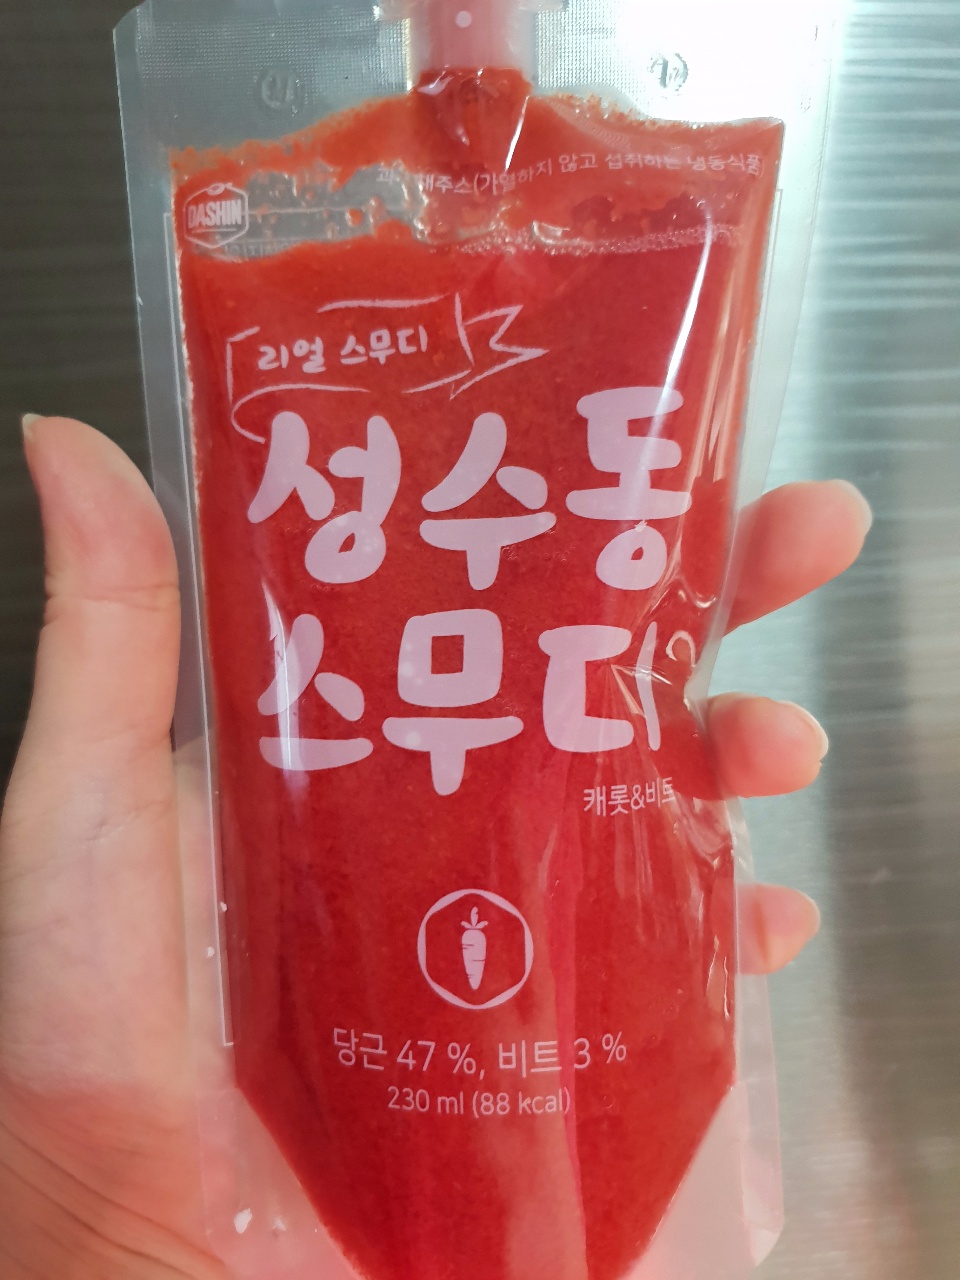 해주스(가열하지 않고 섭취하는 냉동식품)
DASHIN
리얼 스무디
성수동
스무디
캐롯&비트
당근 47 %, 비트 3 %
230 ml (88 kcal)